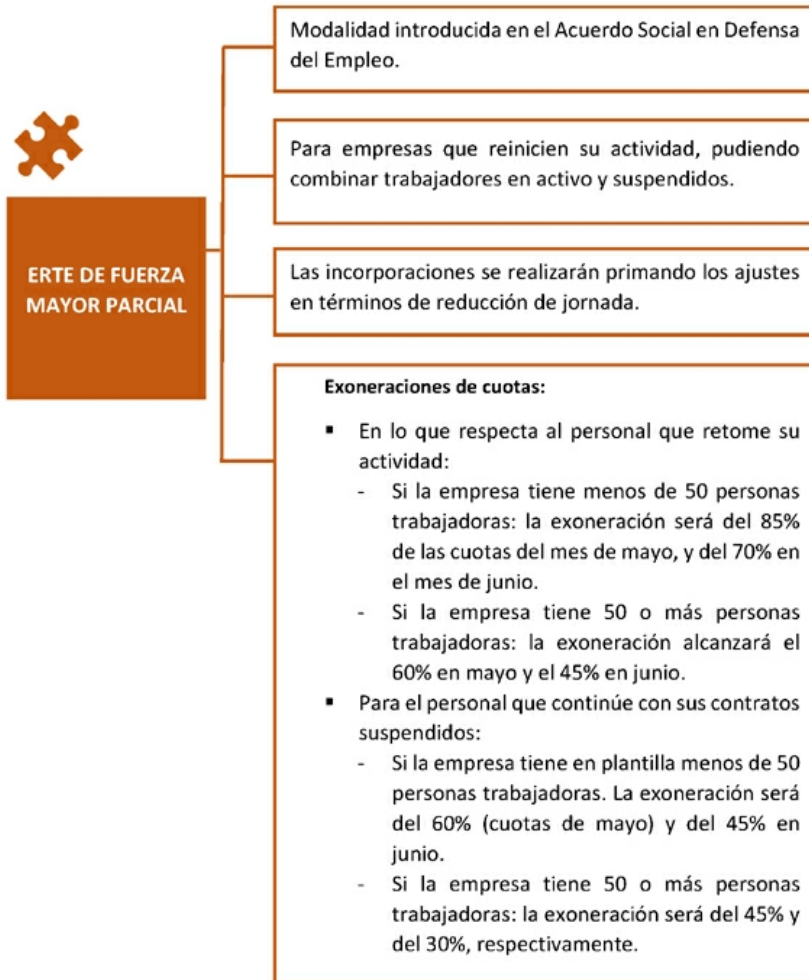 Modalidad introducida en el Acuerdo Social en Defensa
del Empleo.
Para empresas que reinicien su actividad, pudiendo
combinar trabajadores en activo y suspendidos.
ERTE DE FUERZA
MAYOR PARCIAL
Las incorporaciones se realizarán primando los ajustes
en términos de reducción de jornada.
Exoneraciones de cuotas:
▪ En lo que respecta al personal que retome su
actividad:
- Si la empresa tiene menos de 50 personas
trabajadoras: la exoneración será del 85%
de las cuotas del mes de mayo, y del 70% en
el mes de junio.
- Si la empresa tiene 50 o más personas
trabajadoras: la exoneración alcanzará el
60% en mayo y el 45% en junio.
▪ Para el personal que continúe con sus contratos
suspendidos:
- Si la empresa tiene en plantilla menos de 50
personas trabajadoras. La exoneración será
del 60% (cuotas de mayo) y del 45% en
junio.
- Si la empresa tiene 50 o más personas
trabajadoras: la exoneración será del 45% y
del 30%, respectivamente.